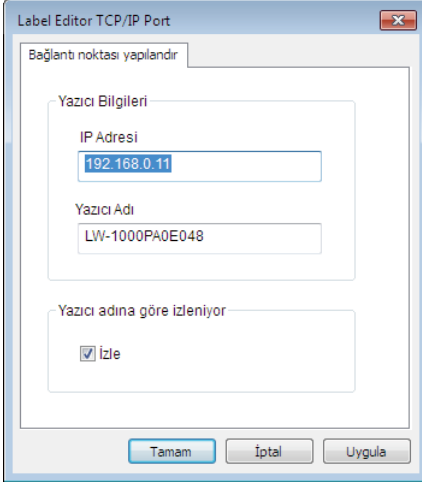 Label Editor TCP/IP Port
Bağlantı noktası yapılandır
Yazıcı Bilgileri
IP Adresi
192.168.0.11
Yazıcı Adı
LW-1000PA0E048
Yazıcı adına göre izleniyor
İzle
Tamam İptal Uygula